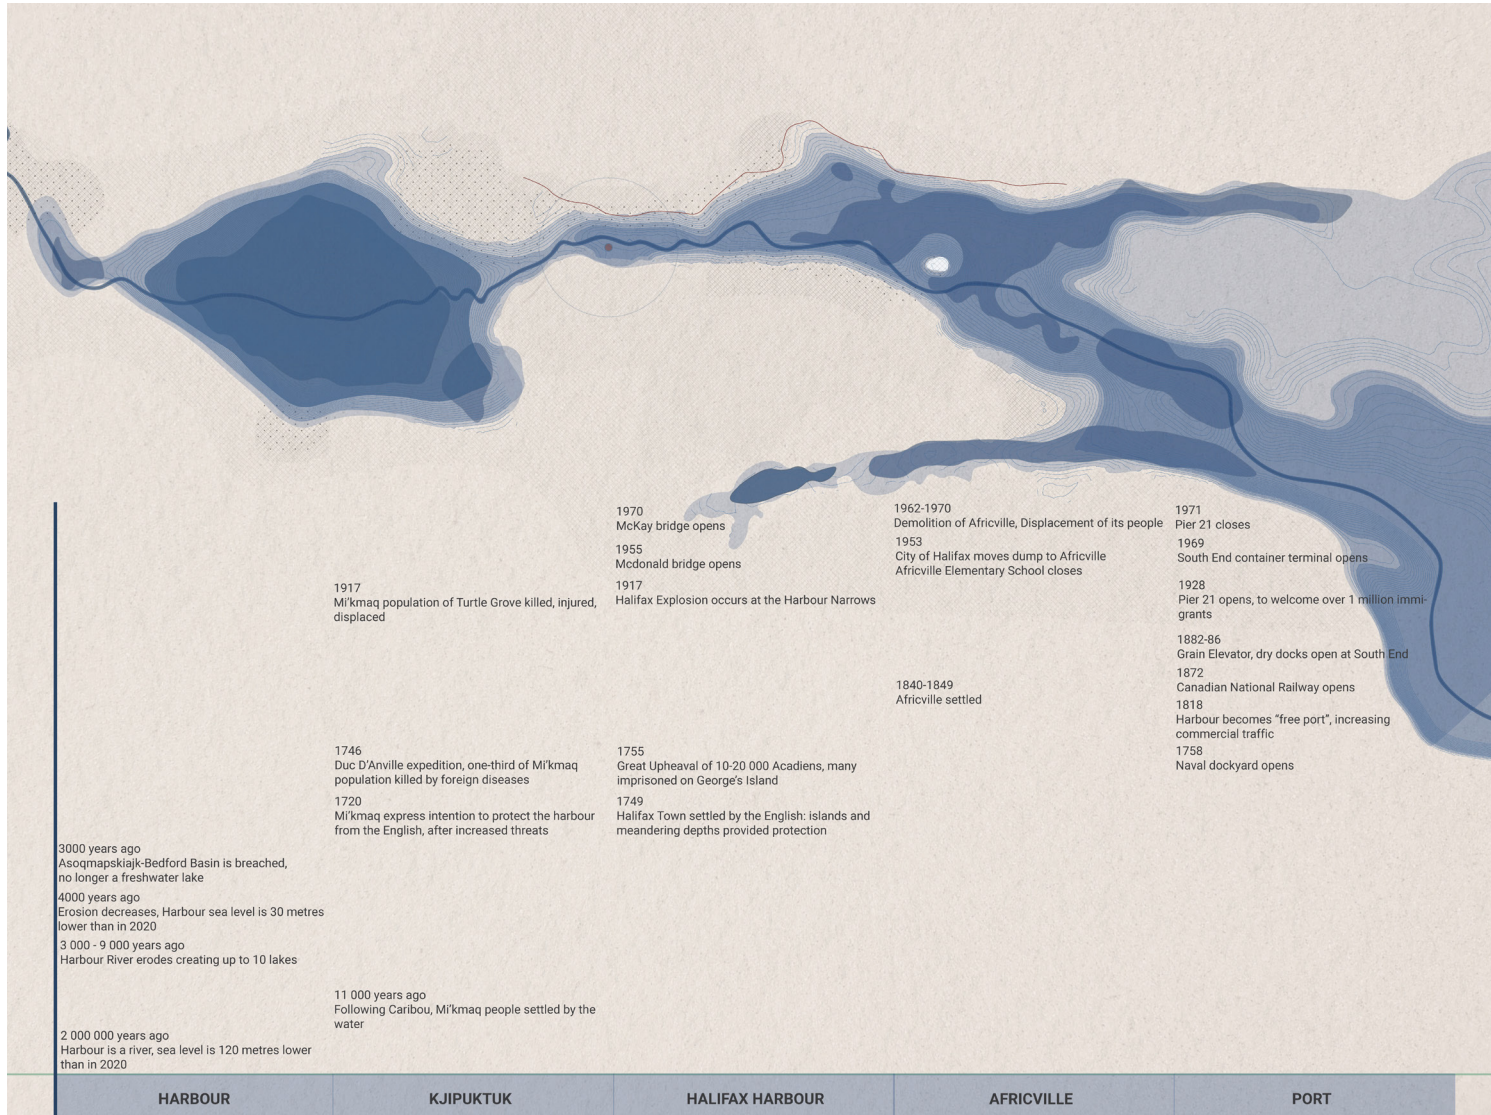 1917
Mi'kmaq population of Turtle Grove killed, injured,
displaced
1746
Duc D'Anville expedition, one-third of Mi'kmaq
population killed by foreign diseases
1720
Mi'kmaq express intention to protect the harbour
from the English, after increased threats
11 000 years ago
Following Caribou, Mi'kmaq people settled by the
water
3000 years ago
Asoqmapskiajk-Bedford Basin is breached,
no longer a freshwater lake
4000 years ago
Erosion decreases, Harbour sea level is 30 metres
lower than in 2020
3 000 - 9 000 years ago
Harbour River erodes creating up to 10 lakes
2 000 000 years ago
Harbour is a river, sea level is 120 metres lower
than in 2020
1970
McKay bridge opens
1955
Mcdonald bridge opens
1917
Halifax Explosion occurs at the Harbour Narrows
1755
Great Upheaval of 10-20 000 Acadiens, many
imprisoned on George's Island
1749
Halifax Town settled by the English: islands and
meandering depths provided protection
1962-1970
Demolition of Africville, Displacement of its people
1953
City of Halifax moves dump to Africville
Africville Elementary School closes
1840-1849
Africville settled
1971
Pier 21 closes
1969
South End container terminal opens
1928
Pier 21 opens, to welcome over 1 million immi-
grants
1882-86
Grain Elevator, dry docks open at South End
1872
Canadian National Railway opens
1818
Harbour becomes “free port”, increasing
commercial traffic
1758
Naval dockyard opens
HARBOUR
KJIPUKTUK
HALIFAX HARBOUR
AFRICVILLE
PORT